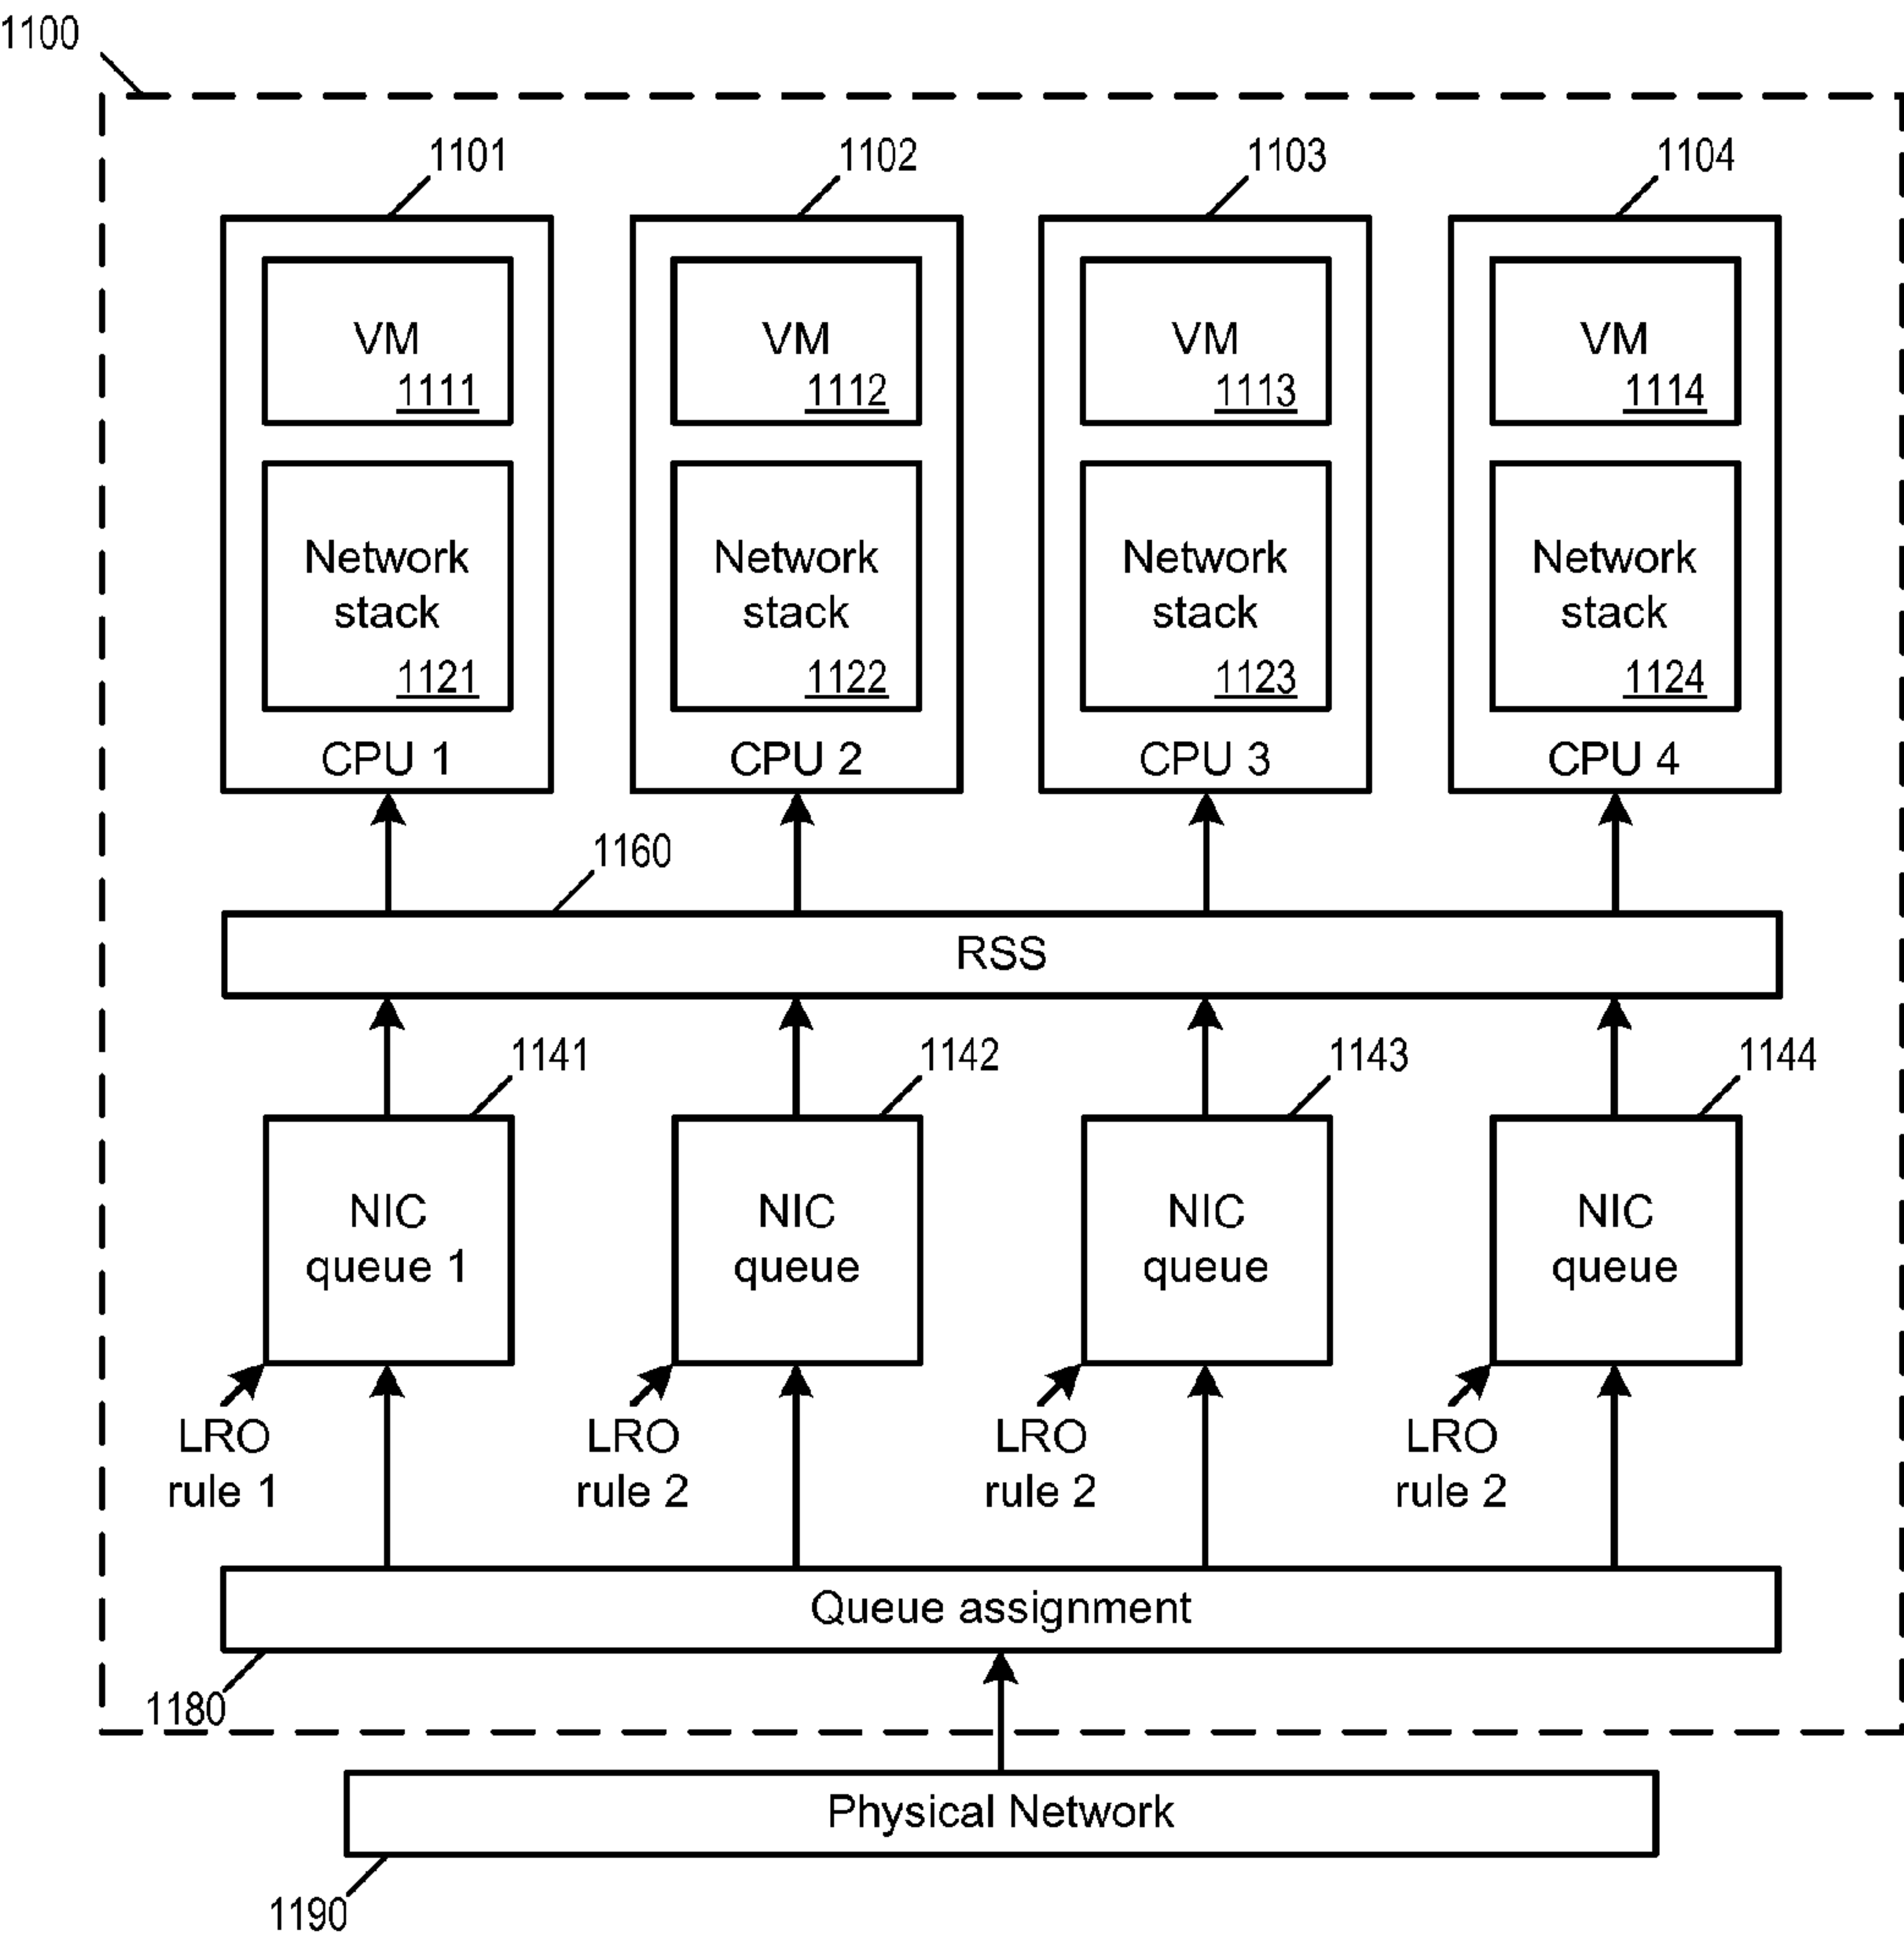 1100
1101
1102
1103
1104
VM
1111
VM
1112
VM
1113
VM
1114
Network
stack
1121
Network
stack
1122
Network
stack
1123
Network
stack
1124
CPU 1
CPU 2
CPU 3
CPU 4
1160
RSS
1141
1142
1143
1144
NIC
queue 1
NIC
queue
NIC
queue
NIC
queue
LRO
rule 1
LRO
rule 2
LRO
rule 2
LRO
rule 2
Queue assignment
1180
Physical Network
1190